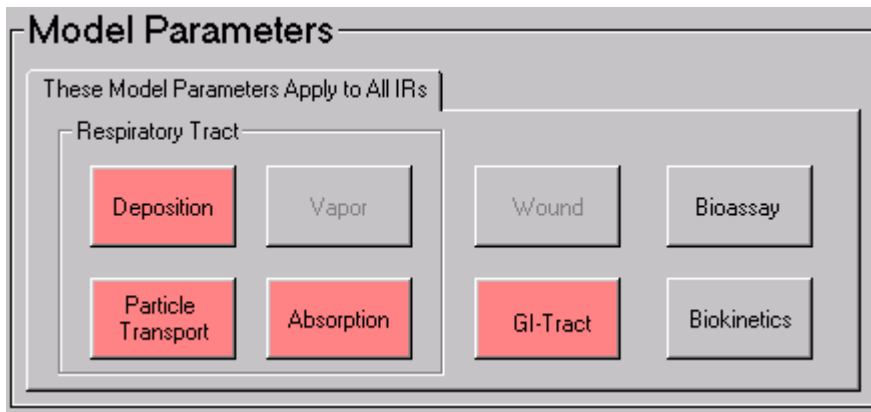 Model Parameters
These Model Parameters Apply to All IRs
Respiratory Tract
Deposition
Vapor
Wound
Bioassay
Particle
Transport
Absorption
GI-Tract
Biokinetics